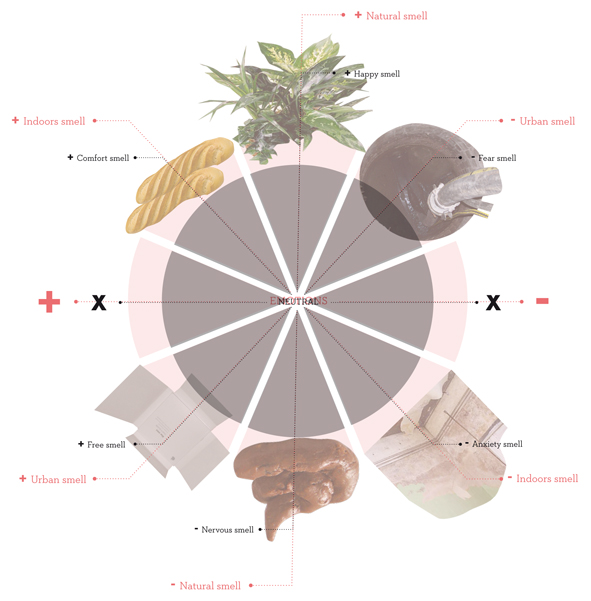 + Natural smell
+ Happy smell
+ Indoors smell
- Urban smell
+ Comfort smell
- Fear smell
+ X
NEUTRAL
X -
+ Free smell
- Anxiety smell
+ Urban smell
- Indoors smell
- Nervous smell
- Natural smell